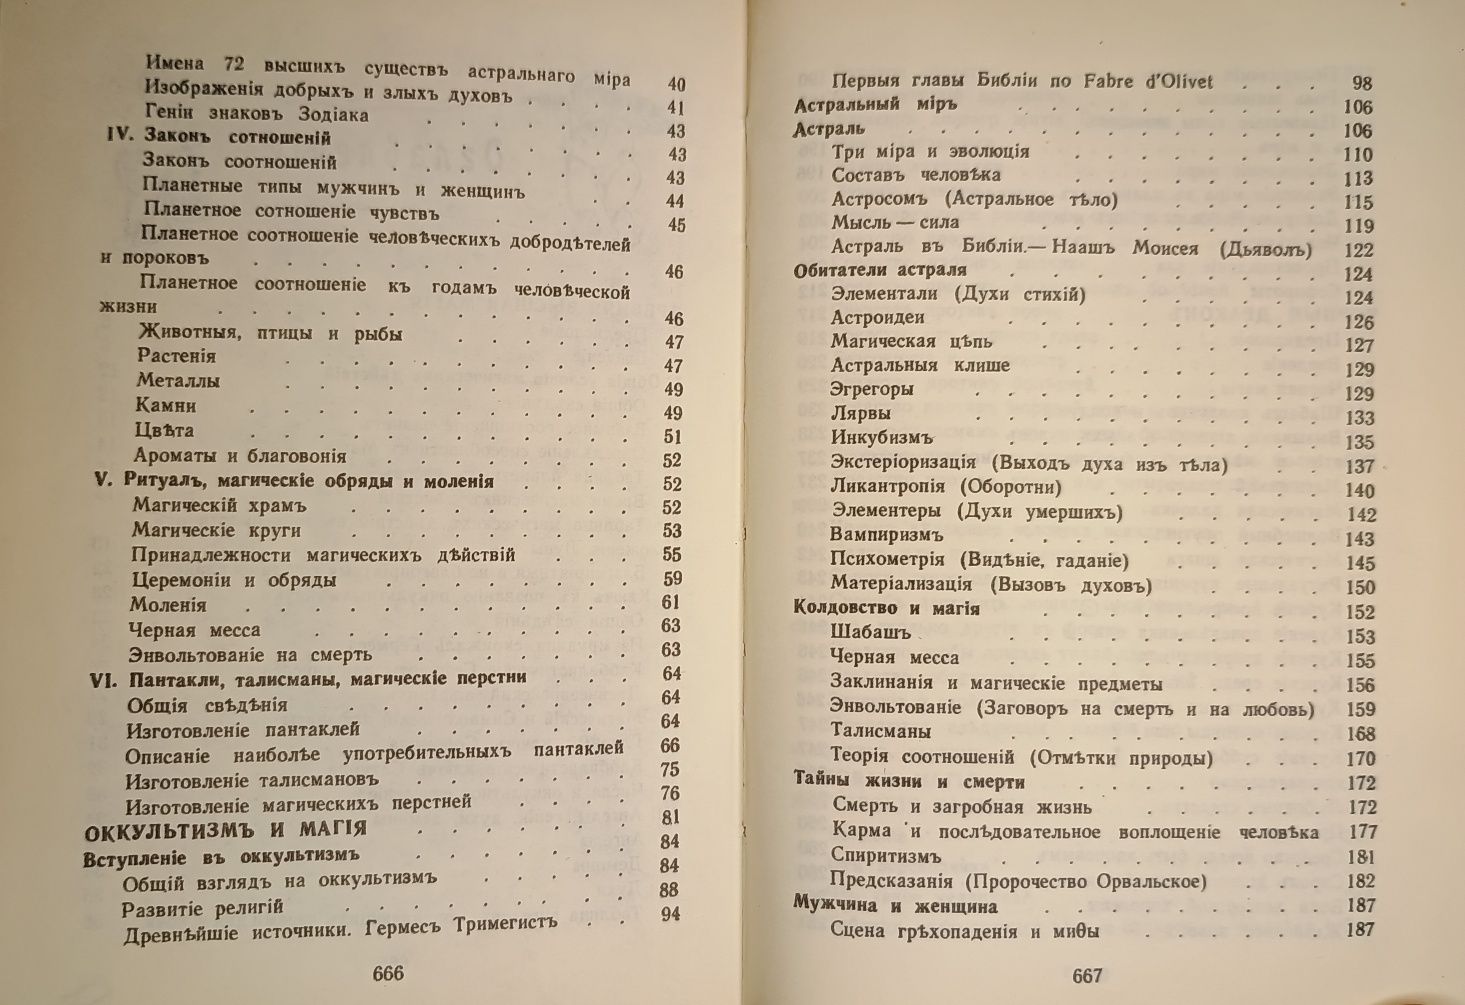 Имена 72 высшихъ существъ астральнаго міра 40
Изображенія добрыхъ и злыхъ духовъ . . . . 41
Геніи знаковъ Зодіака . . . . . . . 43
IV. Законъ сотношеній . . . . . . . . 43
Законъ соотношеній . . . . . . . . 43
Планетные типы мужчинъ и женщинъ . . 44
Планетное сотношеніе чувствъ . . . . . 45
Планетное соотношеніе человѣческихъ добродѣтелей
и пороковъ . . . . . . . . . . . 46
Планетное соотношеніе къ годамъ человѣческой
жизни . . . . . . . . . . . . 46
Животныя, птицы и рыбы . . . . . . 47
Растенія . . . . . . . . . . . 47
Металлы . . . . . . . . . . . 49
Камни . . . . . . . . . . . . 49
Цвѣта . . . . . . . . . . . . 51
Ароматы и благовонія . . . . . . . . 52
V. Ритуалъ, магическіе обряды и моленія . . . . 52
Магическій храмъ . . . . . . . . . 52
Магическіе круги . . . . . . . . . 53
Принадлежности магическихъ дѣйствій . . . 55
Церемоніи и обряды . . . . . . . . 59
Моленія . . . . . . . . . . . . 61
Черная месса . . . . . . . . . . 63
Энвольтованіе на смерть . . . . . . . 63
VI. Пантакли, талисманы, магическіе перстни . . . 64
Общія свѣдѣнія . . . . . . . . . 64
Изготовленіе пантаклей . . . . . . . 64
Описаніе наиболѣе употребительныхъ пантаклей 66
Изготовленіе талисмановъ . . . . . . 75
Изготовленіе магическихъ перстней . . . . 76
ОККУЛЬТИЗМЪ И МАГІЯ . . . . . . . 81
Вступленіе въ оккультизмъ . . . . . . . 84
Общій взглядъ на оккультизмъ . . . . . 84
Развитіе религій . . . . . . . . . 88
Древнѣйшіе источники. Гермесъ Тримегистъ . . 94
666
Первыя главы Библіи по Fabre d'Olivet . . . 98
Астральный міръ . . . . . . . . . 106
Астраль . . . . . . . . . . . . 106
Три міра и эволюція . . . . . . . . 110
Составъ человѣка . . . . . . . . 113
Астросомъ (Астральное тѣло) . . . . . 115
Мысль — сила . . . . . . . . . 119
Астраль въ Библіи.— Наашъ Моисея (Дьяволъ) 122
Обитатели астраля . . . . . . . . . 124
Элементали (Духи стихій) . . . . . . 124
Астроидеи . . . . . . . . . . 126
Магическая цѣпь . . . . . . . . . 127
Астральныя клише . . . . . . . . 129
Эгрегоры . . . . . . . . . . . 129
Лярвы . . . . . . . . . . . 133
Инкубизмъ . . . . . . . . . . 135
Экстеріоризація (Выходъ духа изъ тѣла) . . 137
Ликантропія (Оборотни) . . . . . . . 140
Элементеры (Духи умершихъ) . . . . . 142
Вампиризмъ . . . . . . . . . . 143
Психометрія (Видѣніе, гаданіе) . . . . . 145
Матеріализація (Вызовъ духовъ) . . . . 150
Колдовство и магія . . . . . . . . . 152
Шабашъ . . . . . . . . . . . 153
Черная месса . . . . . . . . . . 155
Заклинанія и магическіе предметы . . . . 156
Энвольтованіе (Заговоръ на смерть и на любовь) 159
Талисманы . . . . . . . . . . 168
Теорія соотношеній (Отмѣтки природы) . . . 170
Тайны жизни и смерти . . . . . . . . 172
Смерть и загробная жизнь . . . . . . 172
Карма и послѣдовательное воплощеніе человѣка 177
Спиритизмъ . . . . . . . . . . 181
Предсказанія (Пророчество Орвальское) . . . 182
Мужчина и женщина . . . . . . . . . 187
Сцена грѣхопаденія и миѳы . . . . . . 187
667